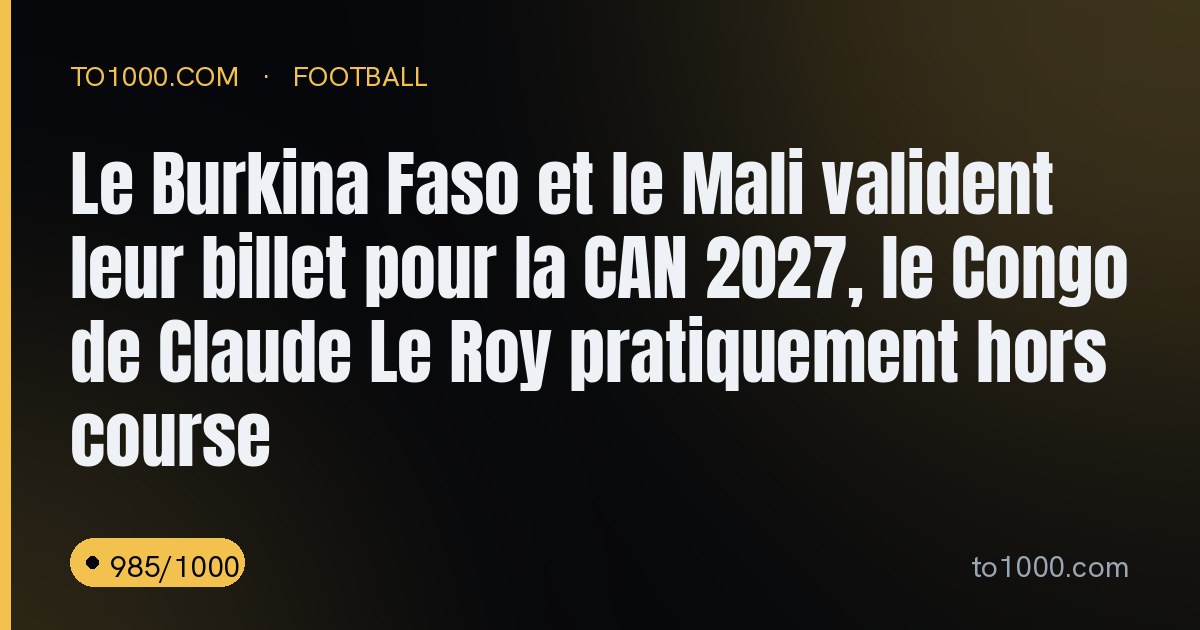 TO1000.COM · FOOTBALL
Le Burkina Faso et le Mali valident
leur billet pour la CAN 2027, le Congo
de Claude Le Roy pratiquement hors
course
985/1000
to1000.com